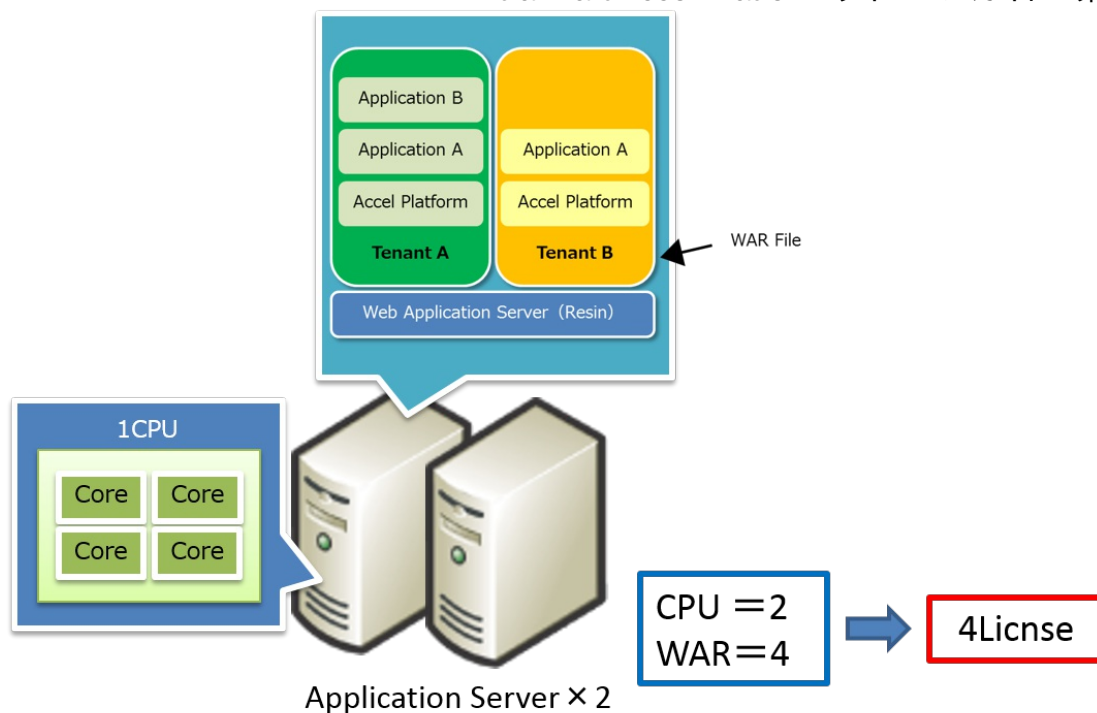 Application B
Application A
Accel Platform
Tenant A
Application A
Accel Platform
Tenant B
WAR File
Web Application Server（Resin）
1CPU
Core Core
Core Core
CPU＝2
WAR＝4
4Licnse
Application Server×2